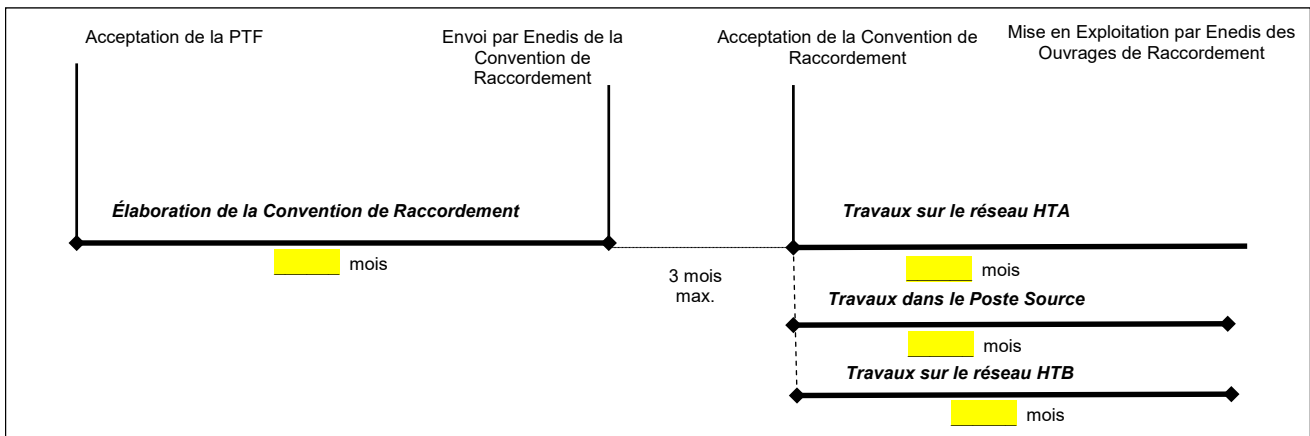 Acceptation de la PTF
Envoi par Enedis de la
Convention de
Raccordement
Acceptation de la Convention de
Raccordement
Mise en Exploitation par Enedis des
Ouvrages de Raccordement
Élaboration de la Convention de Raccordement
mois
3 mois
max.
Travaux sur le réseau HTA
mois
Travaux dans le Poste Source
mois
Travaux sur le réseau HTB
mois